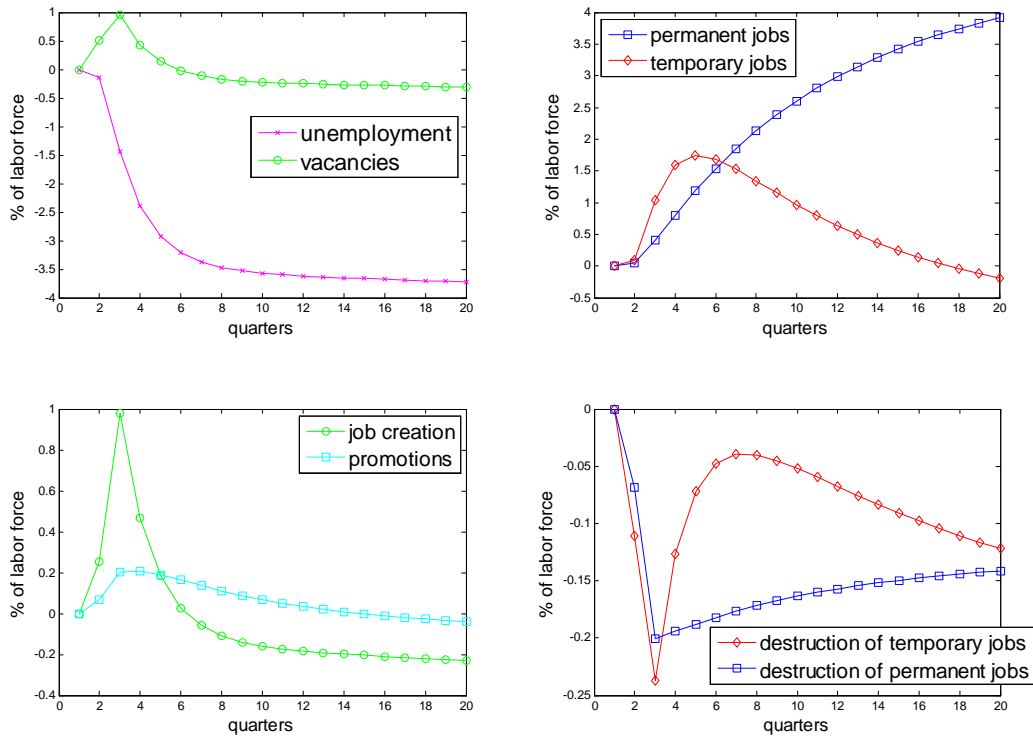 1
0.5
0
-0.5
-1
-1.5
-2
-2.5
-3
-3.5
-4
0 2 4 6 8 10 12 14 16 18 20
% of labor force
quarters
unemployment
vacancies
4
3.5
3
2.5
2
1.5
1
0.5
0
-0.5
0 2 4 6 8 10 12 14 16 18 20
% of labor force
quarters
permanent jobs
temporary jobs
1
0.8
0.6
0.4
0.2
0
-0.2
-0.4
0 2 4 6 8 10 12 14 16 18 20
% of labor force
quarters
job creation
promotions
0
-0.05
-0.1
-0.15
-0.2
-0.25
0 2 4 6 8 10 12 14 16 18 20
% of labor force
quarters
destruction of temporary jobs
destruction of permanent jobs